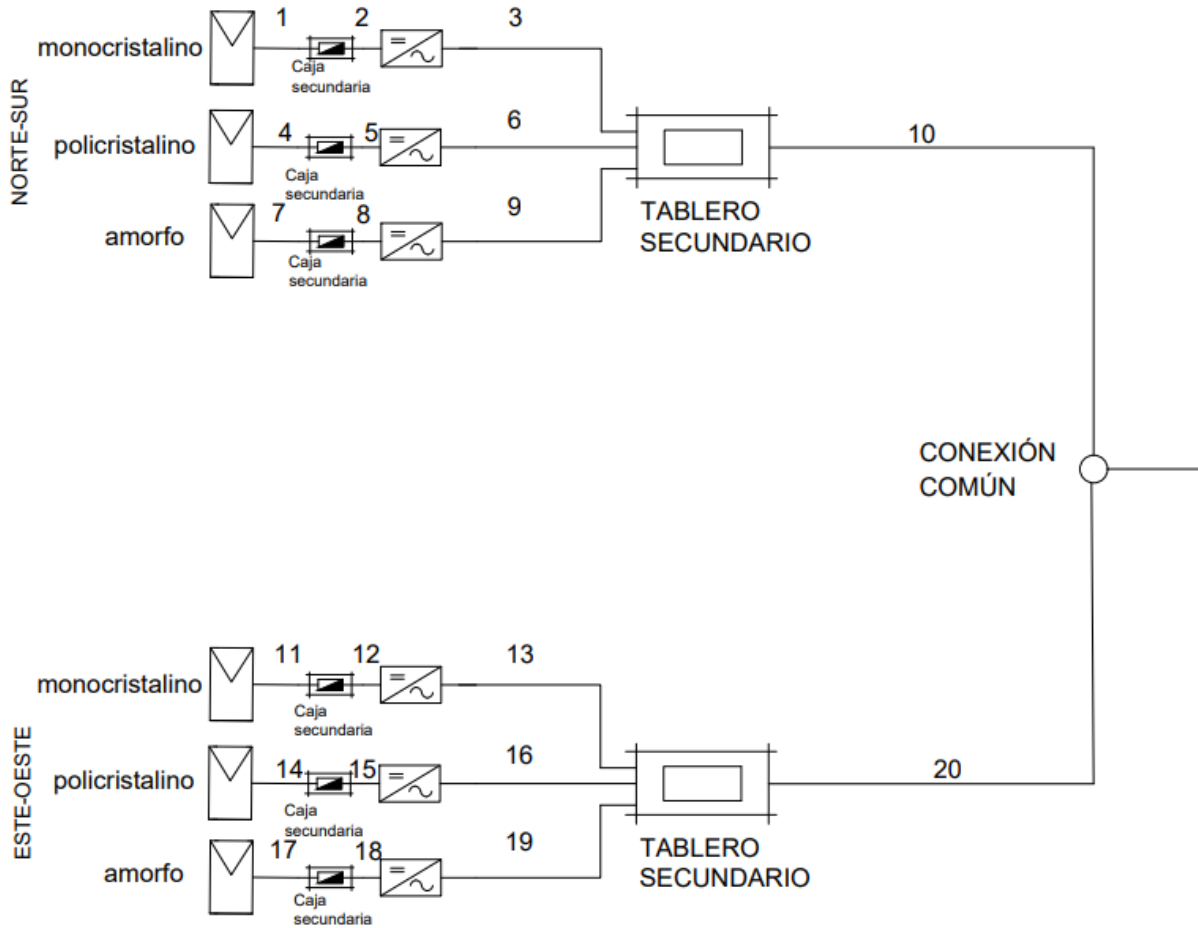 NORTE-SUR
monocristalino
1
2
3
Caja
secundaria
policristalino
4
5
6
Caja
secundaria
amorfo
7
8
9
Caja
secundaria
TABLERO
SECUNDARIO
10
CONEXIÓN
COMÚN
ESTE-OESTE
monocristalino
11
12
13
Caja
secundaria
policristalino
14
15
16
Caja
secundaria
amorfo
17
18
19
Caja
secundaria
TABLERO
SECUNDARIO
20